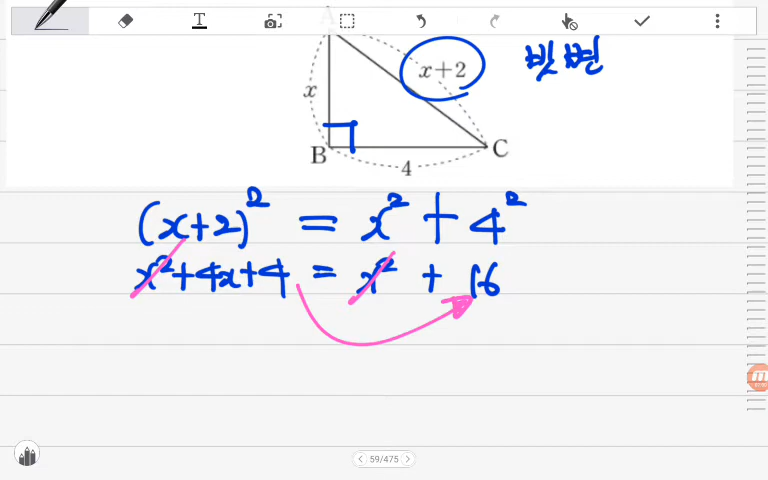 A
x
x+2
빗변
B
C
4
(x+2)² = x² + 4²
x²+4x+4 = x² + 16
59/475